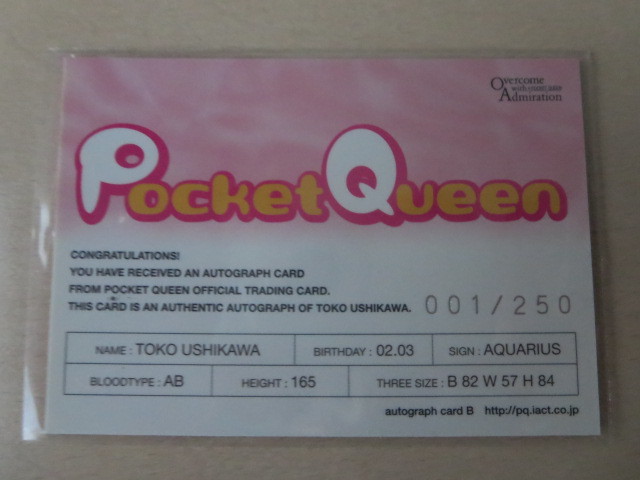 Overcome
Admiration
Pocket Queen
CONGRATULATIONS!
YOU HAVE RECEIVED AN AUTOGRAPH CARD
FROM POCKET QUEEN OFFICIAL TRADING CARD.
THIS CARD IS AN AUTHENTIC AUTOGRAPH OF TOKO USHIKAWA. 001/250
NAME : TOKO USHIKAWA BIRTHDAY : 02.03 SIGN : AQUARIUS
BLOODTYPE : AB HEIGHT : 165 THREE SIZE : B 82 W 57 H 84
autograph card B http://pq.iact.co.jp